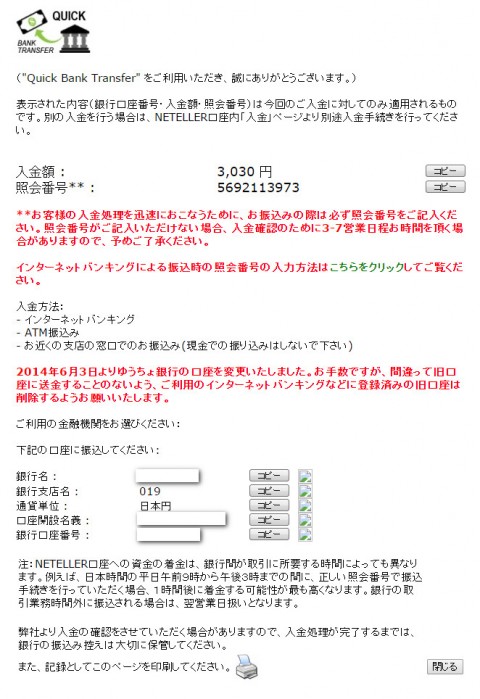 QUICK
BANK
TRANSFER
("Quick Bank Transfer" をご利用いただき、誠にありがとうございます。)
表示された内容(銀行口座番号・入金額・照会番号)は今回のご入金に対してのみ適用されるもの
です。別の入金を行う場合は、NETELLER口座内「入金」ページより別途入金手続きを行ってくださ
い。
入金額： 3,030 円 コピー
照会番号**： 5692113973 コピー
**お客様の入金処理を迅速におこなうために、お振込みの際は必ず照会番号をご記入くだ
さい。照会番号がご記入いただけない場合、入金確認のために3-7営業日程お時間を頂く場
合がありますので、予めご了承ください。
インターネットバンキングによる振込時の照会番号の入力方法はこちらをクリックしてご覧くだ
さい。
入金方法:
- インターネットバンキング
- ATM振込み
- お近くの支店の窓口でのお振込み(現金での振り込みはしないで下さい)
2014年6月3日よりゆうちょ銀行の口座を変更いたしました。お手数ですが、間違って旧口
座に送金することのないよう、ご利用のインターネットバンキングなどに登録済みの旧口座は
削除するようお願いいたします。
ご利用の金融機関をお選びください:
下記の口座に振込してください:
銀行名： コピー
銀行支店名： 019 コピー
通貨単位： 日本円 コピー
口座開設名義： コピー
銀行口座番号： コピー
注：NETELLER口座への資金の着金は、銀行間が取引に所要する時間によっても異なり
ます。例えば、日本時間の平日午前9時から午後3時までの間に、正しい照会番号で振込
手続きを行っていただく場合、1時間後に着金する可能性が最も高くなります。銀行の取
引業務時間外に振込される場合は、翌営業日扱いとなります。
弊社より入金の確認をさせていただく場合がありますので、入金処理が完了するまでは、
銀行の振込み控えは大切に保管してください。
また、記録としてこのページを印刷してください。 閉じる